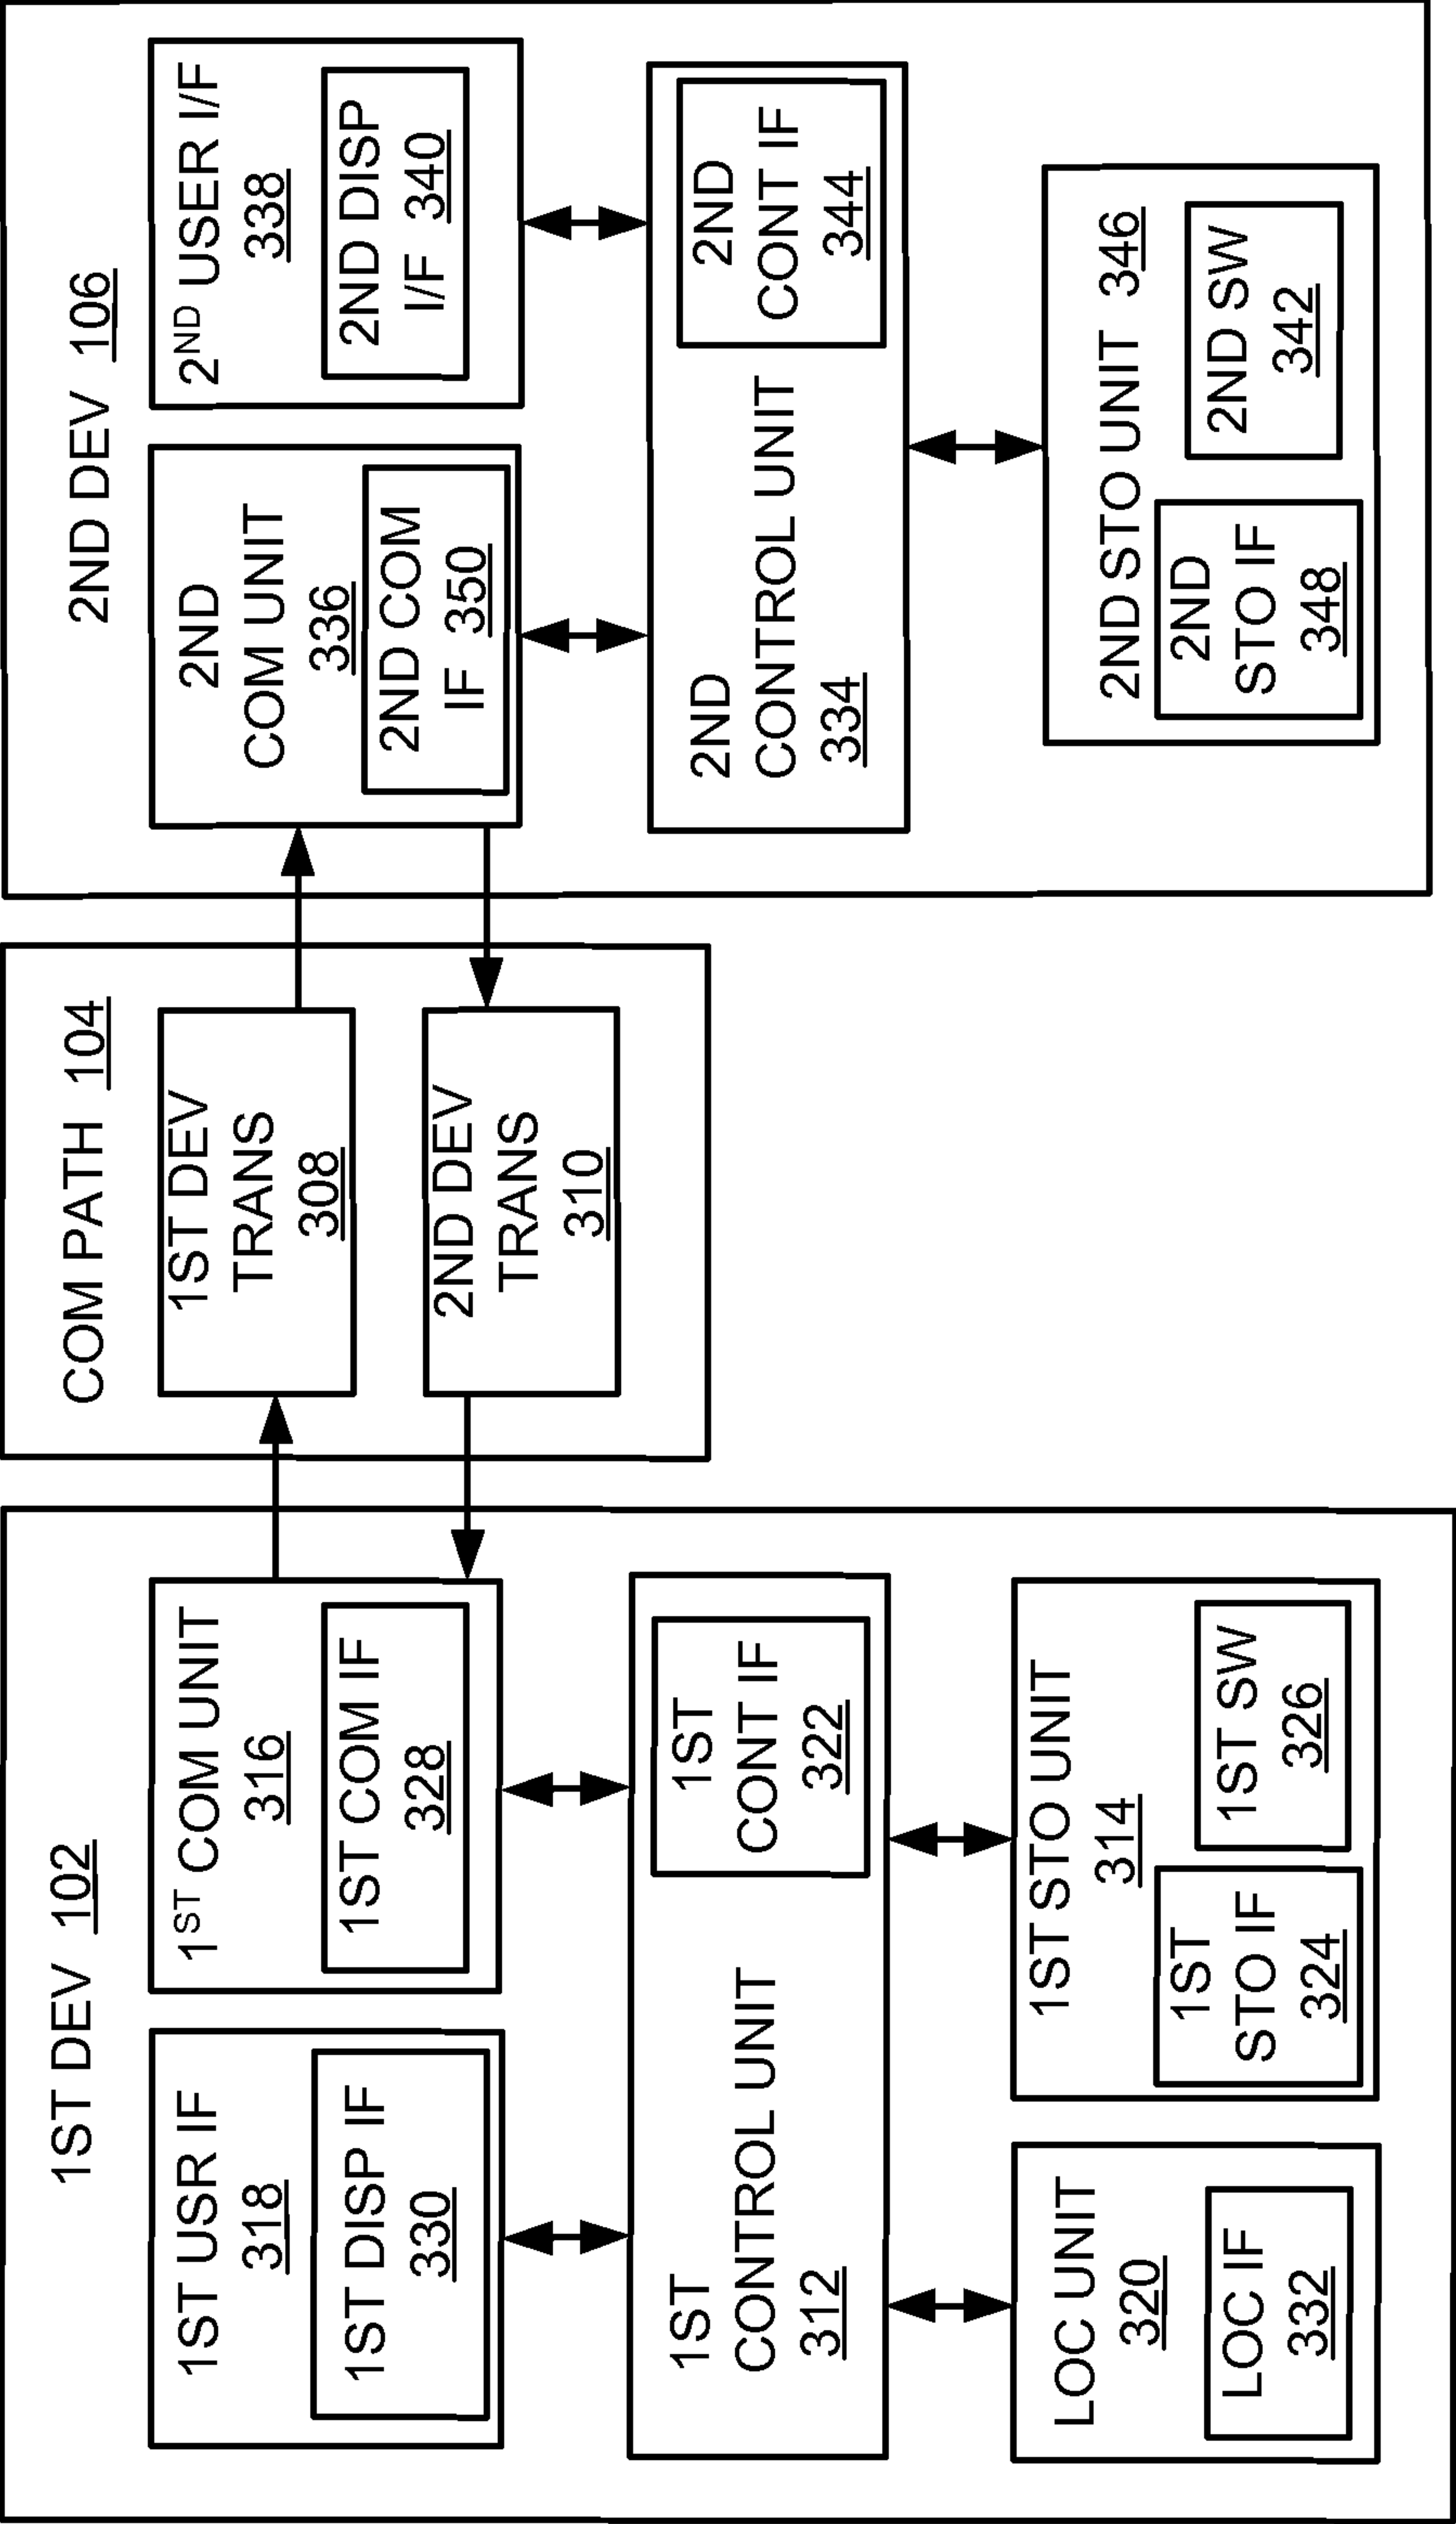 1ST DEV 102
1ST USR IF
318
1ST DISP IF
330
1ST COM UNIT
316
1ST COM IF
328
1ST
CONTROL UNIT
312
1ST
CONT IF
322
LOC UNIT
320
LOC IF
332
1ST STO UNIT
314
1ST
STO IF
324
1ST SW
326
COM PATH 104
1ST DEV
TRANS
308
2ND DEV
TRANS
310
2ND DEV 106
2ND
COM UNIT
336
2ND COM
IF 350
2ND USER I/F
338
2ND DISP
I/F 340
2ND
CONTROL UNIT
334
2ND
CONT IF
344
2ND STO UNIT 346
2ND
STO IF
348
2ND SW
342